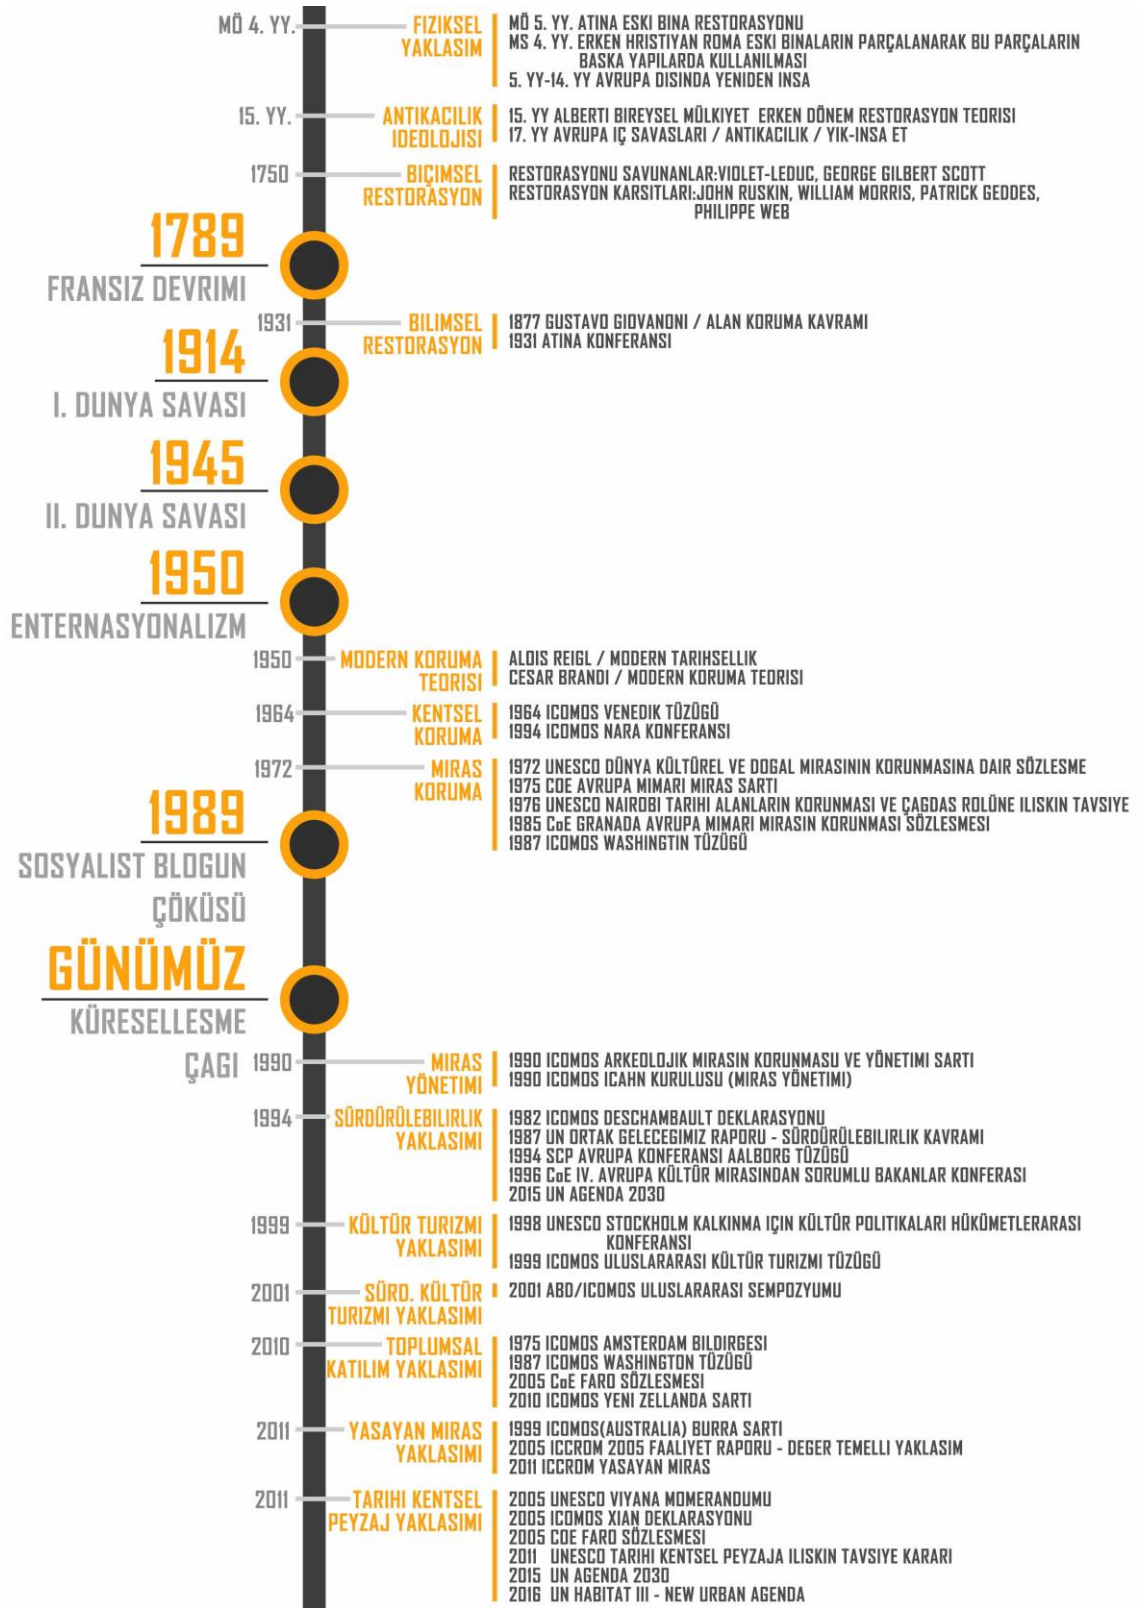 MÖ 4. YY.
FIZIKSEL
YAKLASIM
MÖ 5. YY. ATINA ESKI BINA RESTORASYONU
MS 4. YY. ERKEN HRISTIYAN ROMA ESKI BINALARIN PARÇALANARAK BU PARÇALARIN
BASKA YAPILARDA KULLANILMASI
5. YY-14. YY AVRUPA DISINDA YENIDEN INSA
15. YY.
ANTIKACILIK
IDEOLOJISI
15. YY ALBERTI BIREYSEL MÜLKIYET ERKEN DÖNEM RESTORASYON TEORISI
17. YY AVRUPA IÇ SAVASLARI / ANTIKACILIK / YIK-INSA ET
1750
BIÇIMSEL
RESTORASYON
RESTORASYONU SAVUNANLAR:VIOLET-LEDUC, GEORGE GILBERT SCOTT
RESTORASYON KARSITLARI:JOHN RUSKIN, WILLIAM MORRIS, PATRICK GEDDES,
PHILIPPE WEB
1789
FRANSIZ DEVRIMI
1931
BILIMSEL
RESTORASYON
1877 GUSTAVO GIOVANONI / ALAN KORUMA KAVRAMI
1931 ATINA KONFERANSI
1914
I. DUNYA SAVASI
1945
II. DUNYA SAVASI
1950
ENTERNASYONALIZM
1950
MODERN KORUMA
TEORISI
ALOIS REIGL / MODERN TARIHSELLIK
CESAR BRANDI / MODERN KORUMA TEORISI
1964
KENTSEL
KORUMA
1964 ICOMOS VENEDIK TÜZÜGÜ
1994 ICOMOS NARA KONFERANSI
1972
MIRAS
KORUMA
1972 UNESCO DÜNYA KÜLTÜREL VE DOGAL MIRASININ KORUNMASINA DAIR SÖZLESME
1975 COE AVRUPA MIMARI MIRAS SARTI
1976 UNESCO NAIROBI TARIHI ALANLARIN KORUNMASI VE ÇAGDAS ROLÜNE ILISKIN TAVSIYE
1985 CoE GRANADA AVRUPA MIMARI MIRASIN KORUNMASI SÖZLESMESI
1987 ICOMOS WASHINGTIN TÜZÜGÜ
1989
SOSYALIST BLOGUN
ÇÖKÜSÜ
GÜNÜMÜZ
KÜRESELLESME
ÇAGI
1990
MIRAS
YÖNETIMI
1990 ICOMOS ARKEOLOJIK MIRASIN KORUNMASU VE YÖNETIMI SARTI
1990 ICOMOS ICAHN KURULUSU (MIRAS YÖNETIMI)
1994
SÜRDÜRÜLEBILIRLIK
YAKLASIMI
1982 ICOMOS DESCHAMBAULT DEKLARASYONU
1987 UN ORTAK GELECEGIMIZ RAPORU - SÜRDÜRÜLEBILIRLIK KAVRAMI
1994 SCP AVRUPA KONFERANSI AALBORG TÜZÜGÜ
1996 CoE IV. AVRUPA KÜLTÜR MIRASINDAN SORUMLU BAKANLAR KONFERASI
2015 UN AGENDA 2030
1999
KÜLTÜR TURIZMI
YAKLASIMI
1998 UNESCO STOCKHOLM KALKINMA IÇIN KÜLTÜR POLITIKALARI HÜKÜMETLERARASI
KONFERANSI
1999 ICOMOS ULUSLARARASI KÜLTÜR TURIZMI TÜZÜGÜ
2001
SÜRD. KÜLTÜR
TURIZMI YAKLASIMI
2001 ABD/ICOMOS ULUSLARARASI SEMPOZYUMU
2010
TOPLUMSAL
KATILIM YAKLASIMI
1975 ICOMOS AMSTERDAM BILDIRGESI
1987 ICOMOS WASHINGTON TÜZÜGÜ
2005 CoE FARO SÖZLESMESI
2010 ICOMOS YENI ZELLANDA SARTI
2011
YASAYAN MIRAS
YAKLASIMI
1999 ICOMOS(AUSTRALIA) BURRA SARTI
2005 ICCROM 2005 FAALIYET RAPORU - DEGER TEMELLI YAKLASIM
2011 ICCROM YASAYAN MIRAS
2011
TARIHI KENTSEL
PEYZAJ YAKLASIMI
2005 UNESCO VIYANA MOMERANDUMU
2005 ICOMOS XIAN DEKLARASYONU
2005 COE FARO SÖZLESMESI
2011 UNESCO TARIHI KENTSEL PEYZAJA ILISKIN TAVSIYE KARARI
2015 UN AGENDA 2030
2016 UN HABITAT III - NEW URBAN AGENDA